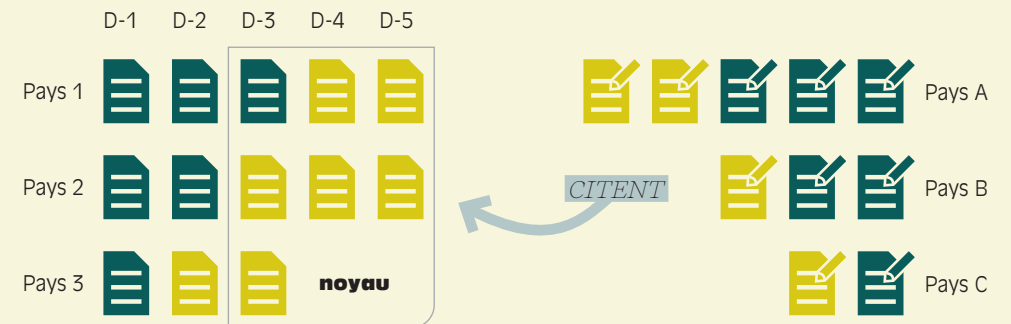 D-1 D-2 D-3 D-4 D-5
Pays 1
Pays A
Pays 2
CITENT
Pays B
Pays 3
noyau
Pays C